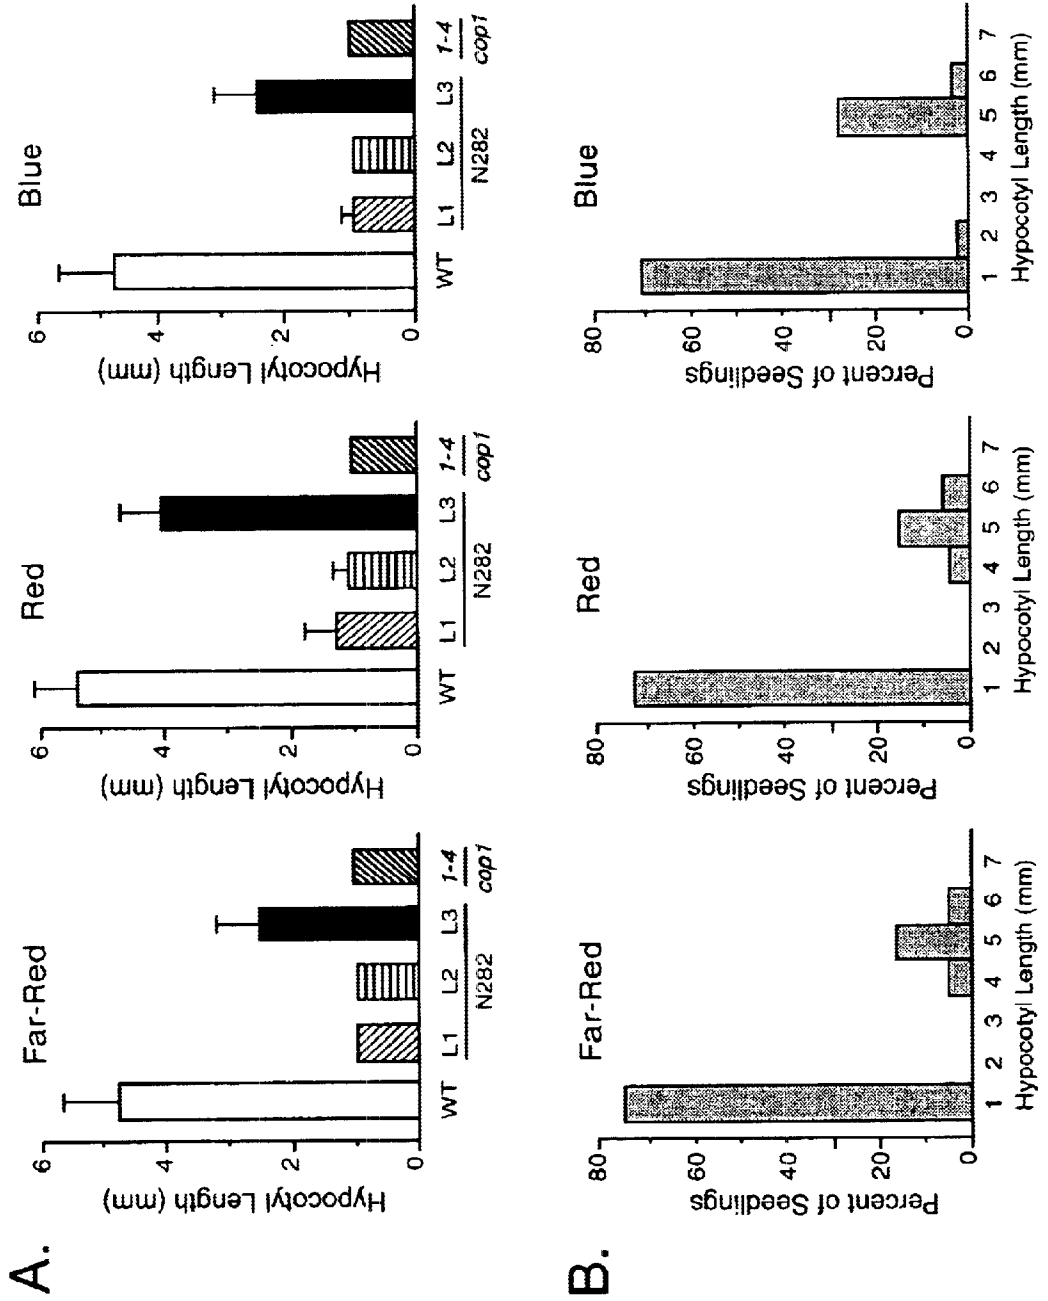 A.
Far-Red
Hypocotyl Length (mm)
6
4
2
0
WT L1 L2 L3 1-4
N282 cop1
Red
Hypocotyl Length (mm)
6
4
2
0
WT L1 L2 L3 1-4
N282 cop1
Blue
Hypocotyl Length (mm)
6
4
2
0
WT L1 L2 L3 1-4
N282 cop1
B.
Far-Red
Percent of Seedlings
80
60
40
20
0
1 2 3 4 5 6 7
Hypocotyl Length (mm)
Red
Percent of Seedlings
80
60
40
20
0
1 2 3 4 5 6 7
Hypocotyl Length (mm)
Blue
Percent of Seedlings
80
60
40
20
0
1 2 3 4 5 6 7
Hypocotyl Length (mm)